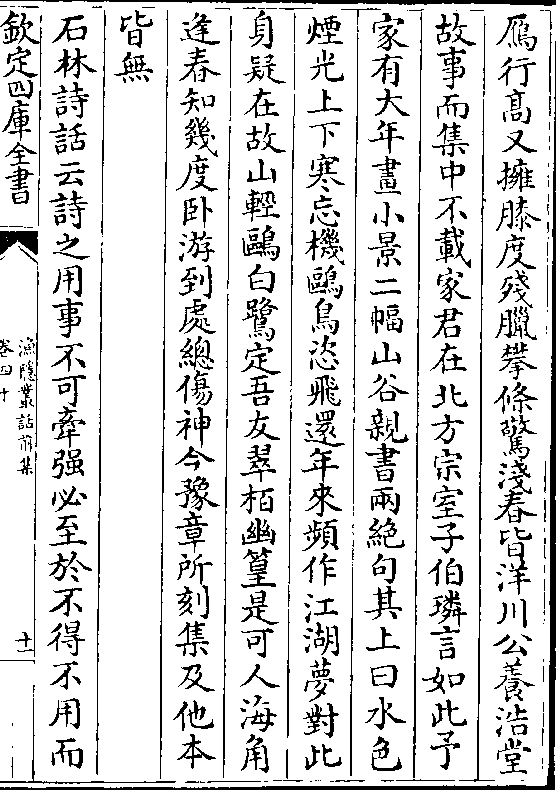 鴈行髙又擁膝度殘臘攀條驚淺春皆洋川公養浩堂
故事而集中不載家君在北方宗室子伯璘言如此予
家有大年畫小景二幅山谷親書兩絶句其上曰水色
煙光上下寒忘機鷗鳥恣飛還年來頻作江湖夢對此
身疑在故山輕鷗白鷺定吾友翠栢幽篁是可人海角
逢春知幾度卧游到處總傷神今豫章所刻集及他本
皆無
石林詩話云詩之用事不可牽强必至於不得不用而
欽定四庫全書
漁隱叢話前集
卷四十
十一